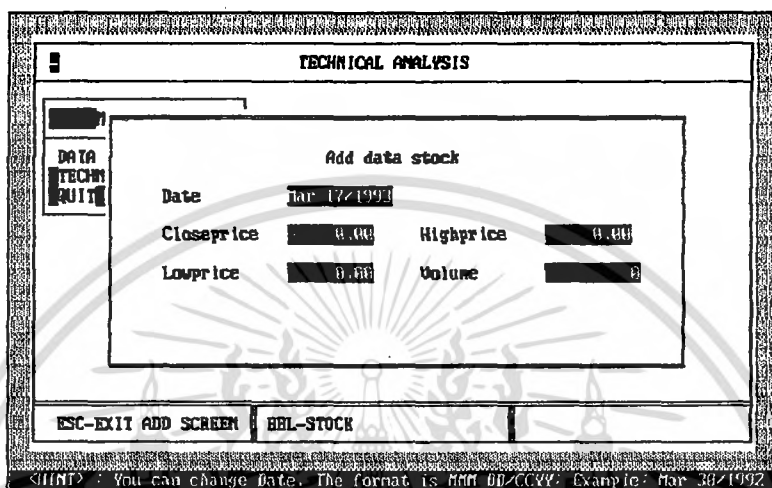 TECHNICAL ANALYSIS
DATA
TECHN
QUIT
Add data stock
Date Mar 17/1993
Closeprice 0.00 Highprice 0.00
Lowprice 0.00 Volume 0
ESC-EXIT ADD SCREEN BBL-STOCK
<HINT> : You can change Date. The format is MMM DD/CCYY: Example: Mar 30/1992